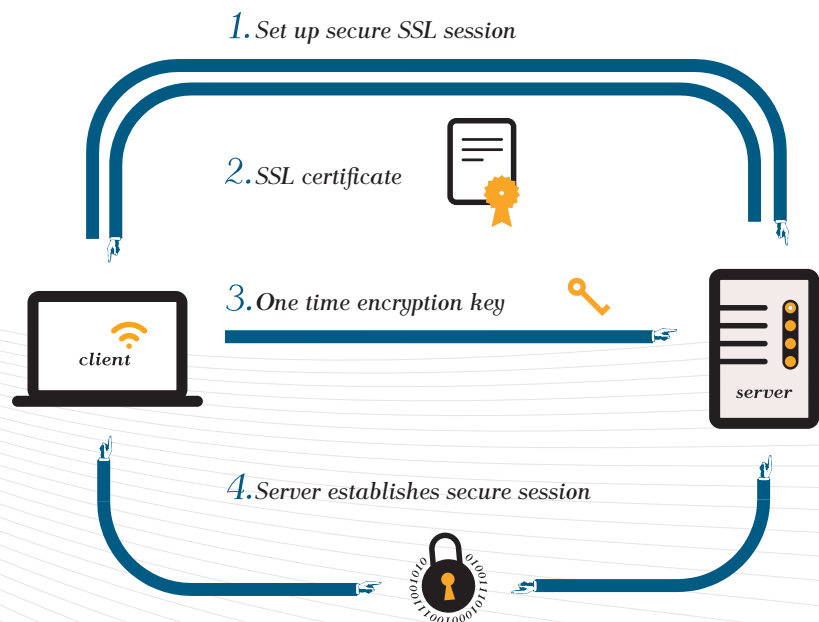 1. Set up secure SSL session
2. SSL certificate
3. One time encryption key
client
server
4. Server establishes secure session